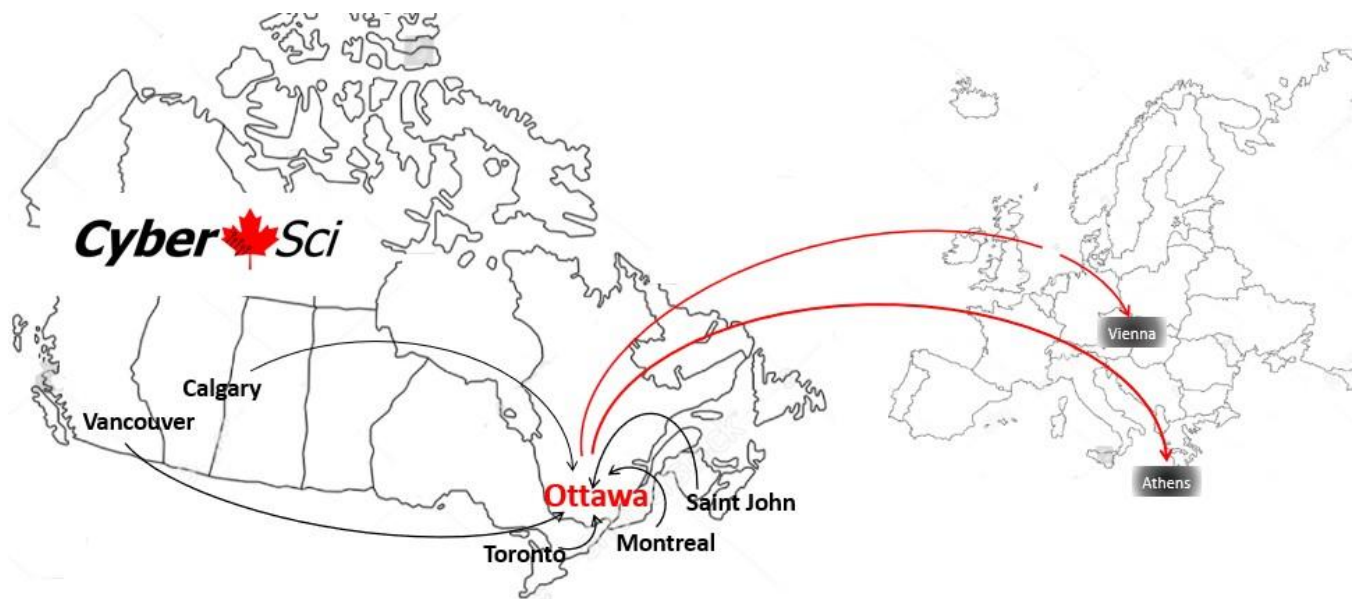 Cyber Sci
Vienna
Calgary
Vancouver
Athens
Ottawa
Saint John
Toronto
Montreal